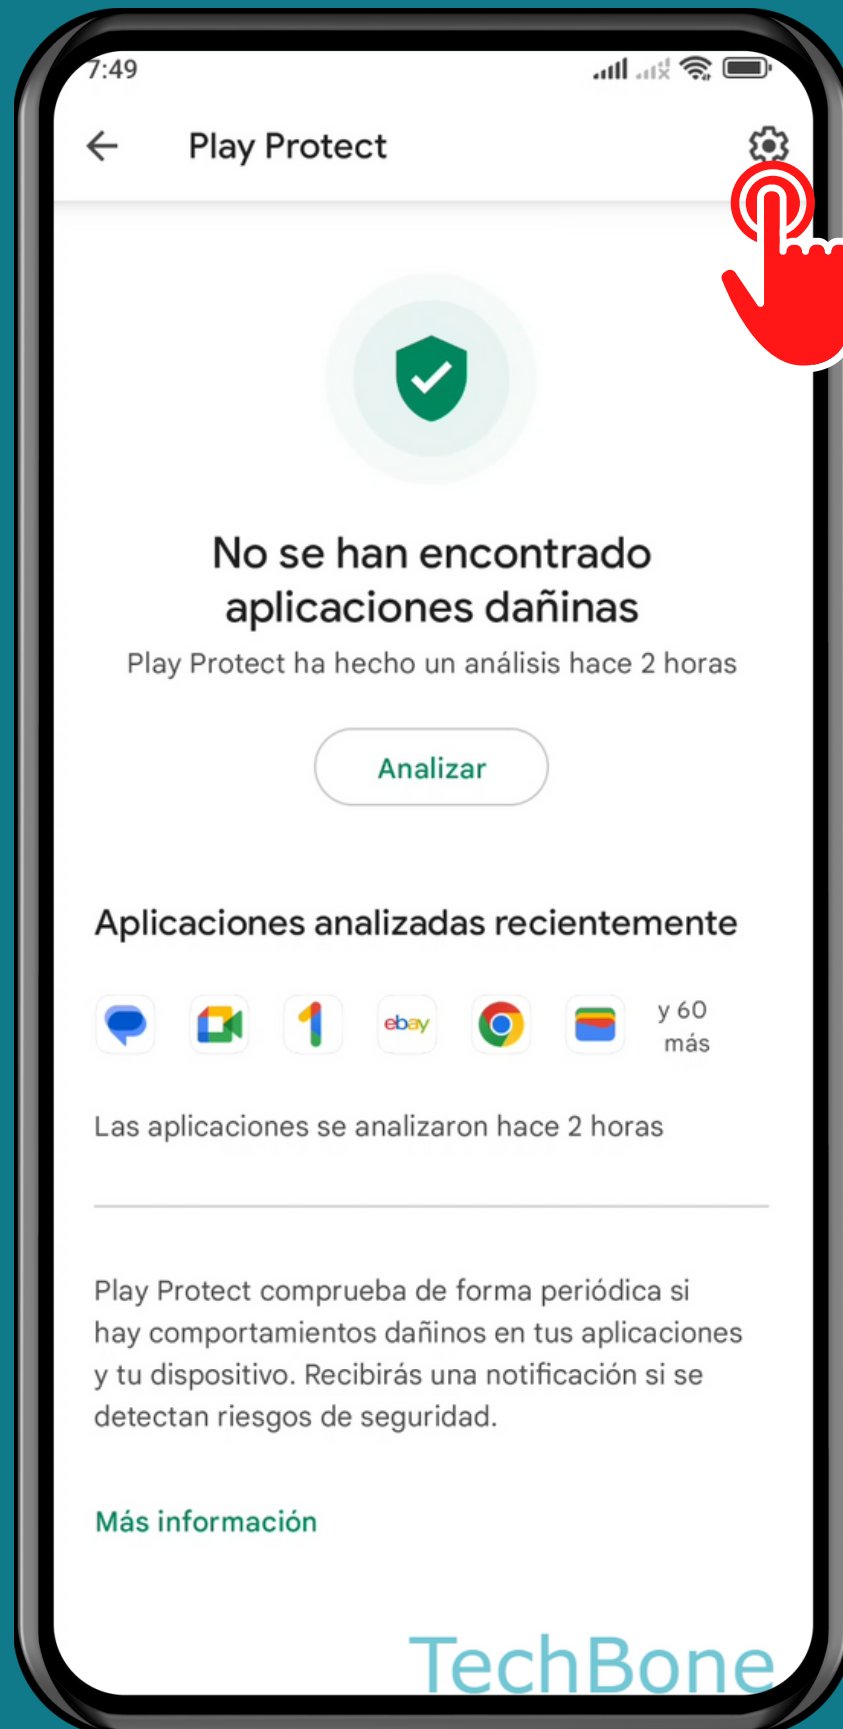 7:49
Play Protect
No se han encontrado
aplicaciones dañinas
Play Protect ha hecho un análisis hace 2 horas
Analizar
Aplicaciones analizadas recientemente
ebay
y 60
más
Las aplicaciones se analizaron hace 2 horas
Play Protect comprueba de forma periódica si
hay comportamientos dañinos en tus aplicaciones
y tu dispositivo. Recibirás una notificación si se
detectan riesgos de seguridad.
Más información
TechBone